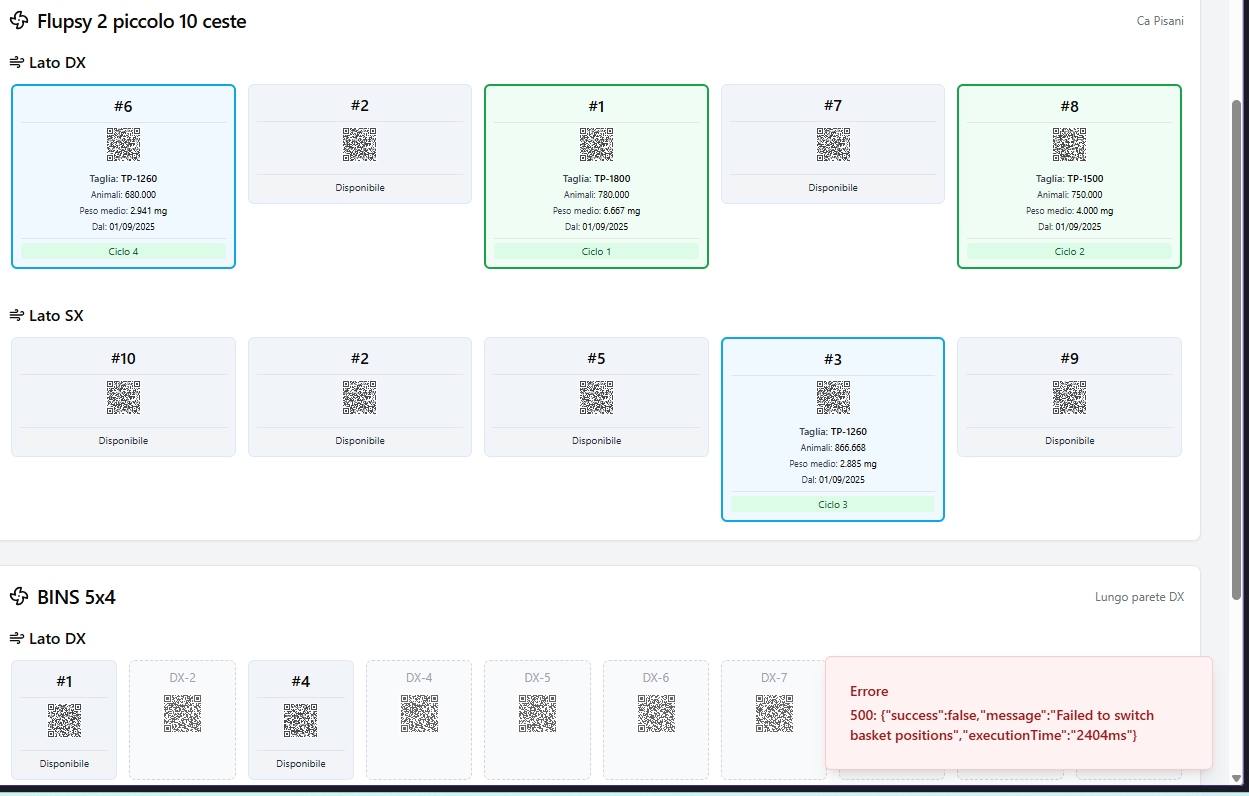 Flupsy 2 piccolo 10 ceste
Ca Pisani
Lato DX
#6
Taglia: TP-1260
Animali: 680.000
Peso medio: 2.941 mg
Dal: 01/09/2025
Ciclo 4
#2
Disponibile
#1
Taglia: TP-1800
Animali: 780.000
Peso medio: 6.667 mg
Dal: 01/09/2025
Ciclo 1
#7
Disponibile
#8
Taglia: TP-1500
Animali: 750.000
Peso medio: 4.000 mg
Dal: 01/09/2025
Ciclo 2
Lato SX
#10
Disponibile
#2
Disponibile
#5
Disponibile
#3
Taglia: TP-1260
Animali: 866.668
Peso medio: 2.885 mg
Dal: 01/09/2025
Ciclo 3
#9
Disponibile
BINS 5x4
Lungo parete DX
Lato DX
#1
Disponibile
DX-2
#4
Disponibile
DX-4
DX-5
DX-6
DX-7
Errore
500: {"success":false,"message":"Failed to switch
basket positions","executionTime":"2404ms"}